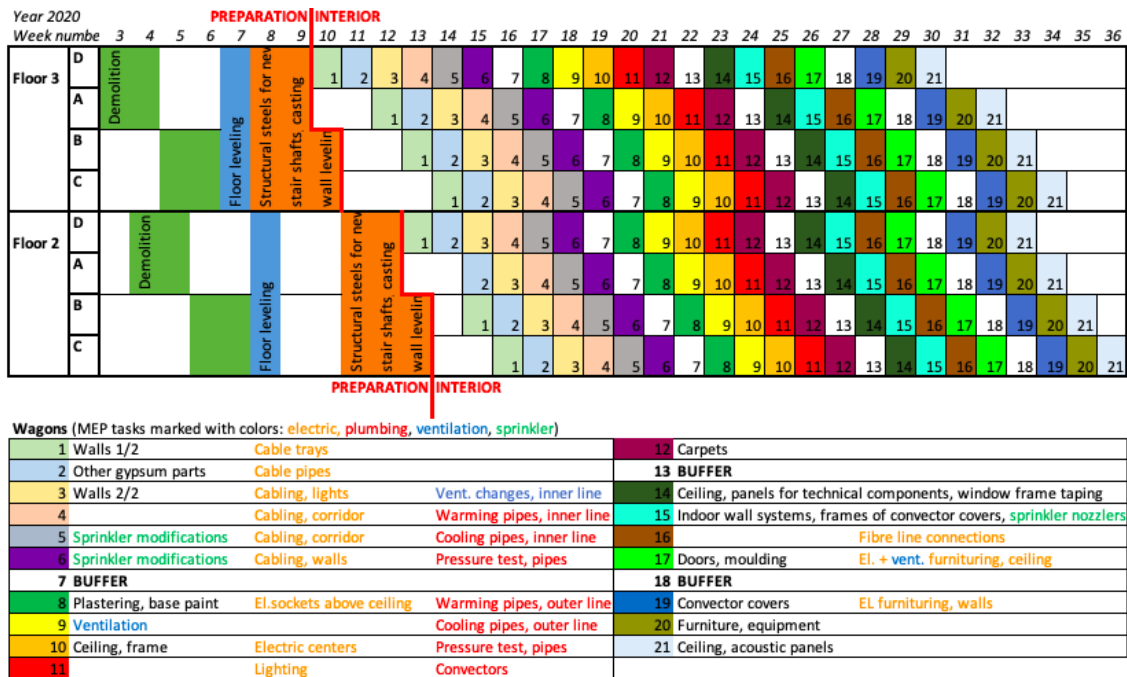 Year 2020 PREPARATION INTERIOR
Week numbe 3 4 5 6 7 8 9 10 11 12 13 14 15 16 17 18 19 20 21 22 23 24 25 26 27 28 29 30 31 32 33 34 35 36
Floor 3 D 1 2 3 4 5 6 7 8 9 10 11 12 13 14 15 16 17 18 19 20 21
A 1 2 3 4 5 6 7 8 9 10 11 12 13 14 15 16 17 18 19 20 21
B 1 2 3 4 5 6 7 8 9 10 11 12 13 14 15 16 17 18 19 20 21
C 1 2 3 4 5 6 7 8 9 10 11 12 13 14 15 16 17 18 19 20 21
Demolition
Floor leveling
Structural steels for new
stair shafts, casting
wall levelin
Floor 2 D 1 2 3 4 5 6 7 8 9 10 11 12 13 14 15 16 17 18 19 20 21
A 2 3 4 5 6 7 8 9 10 11 12 13 14 15 16 17 18 19 20 21
B 1 2 3 4 5 6 7 8 9 10 11 12 13 14 15 16 17 18 19 20 21
C 1 2 3 4 5 6 7 8 9 10 11 12 13 14 15 16 17 18 19 20 21
Demolition
Floor leveling
Structural steels for new
stair shafts, casting
wall levelin
PREPARATION INTERIOR
Wagons (MEP tasks marked with colors: electric, plumbing, ventilation, sprinkler)
1 Walls 1/2 Cable trays
2 Other gypsum parts Cable pipes
3 Walls 2/2 Cabling, lights Vent. changes, inner line
4 Cabling, corridor Warming pipes, inner line
5 Sprinkler modifications Cabling, corridor Cooling pipes, inner line
6 Sprinkler modifications Cabling, walls Pressure test, pipes
7 BUFFER
8 Plastering, base paint El.sockets above ceiling Warming pipes, outer line
9 Ventilation Cooling pipes, outer line
10 Ceiling, frame Electric centers Pressure test, pipes
11 Lighting Convectors
12 Carpets
13 BUFFER
14 Ceiling, panels for technical components, window frame taping
15 Indoor wall systems, frames of convector covers, sprinkler nozzlers
16 Fibre line connections
17 Doors, moulding El. + vent. furnituring, ceiling
18 BUFFER
19 Convector covers EL furnituring, walls
20 Furniture, equipment
21 Ceiling, acoustic panels